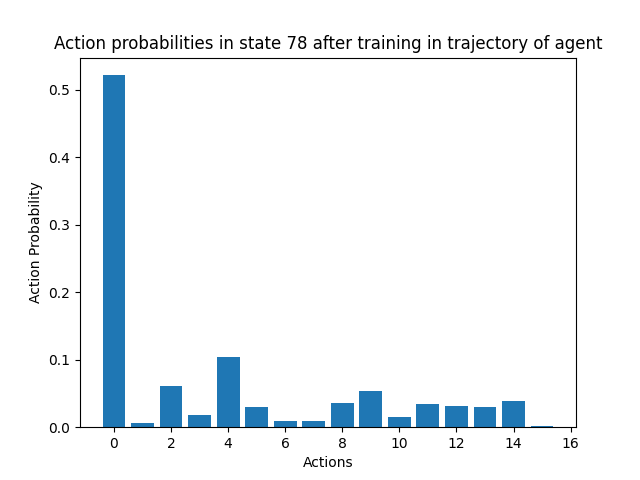 Action probabilities in state 78 after training in trajectory of agent
Action Probability
0.5
0.4
0.3
0.2
0.1
0.0
0 2 4 6 8 10 12 14 16
Actions